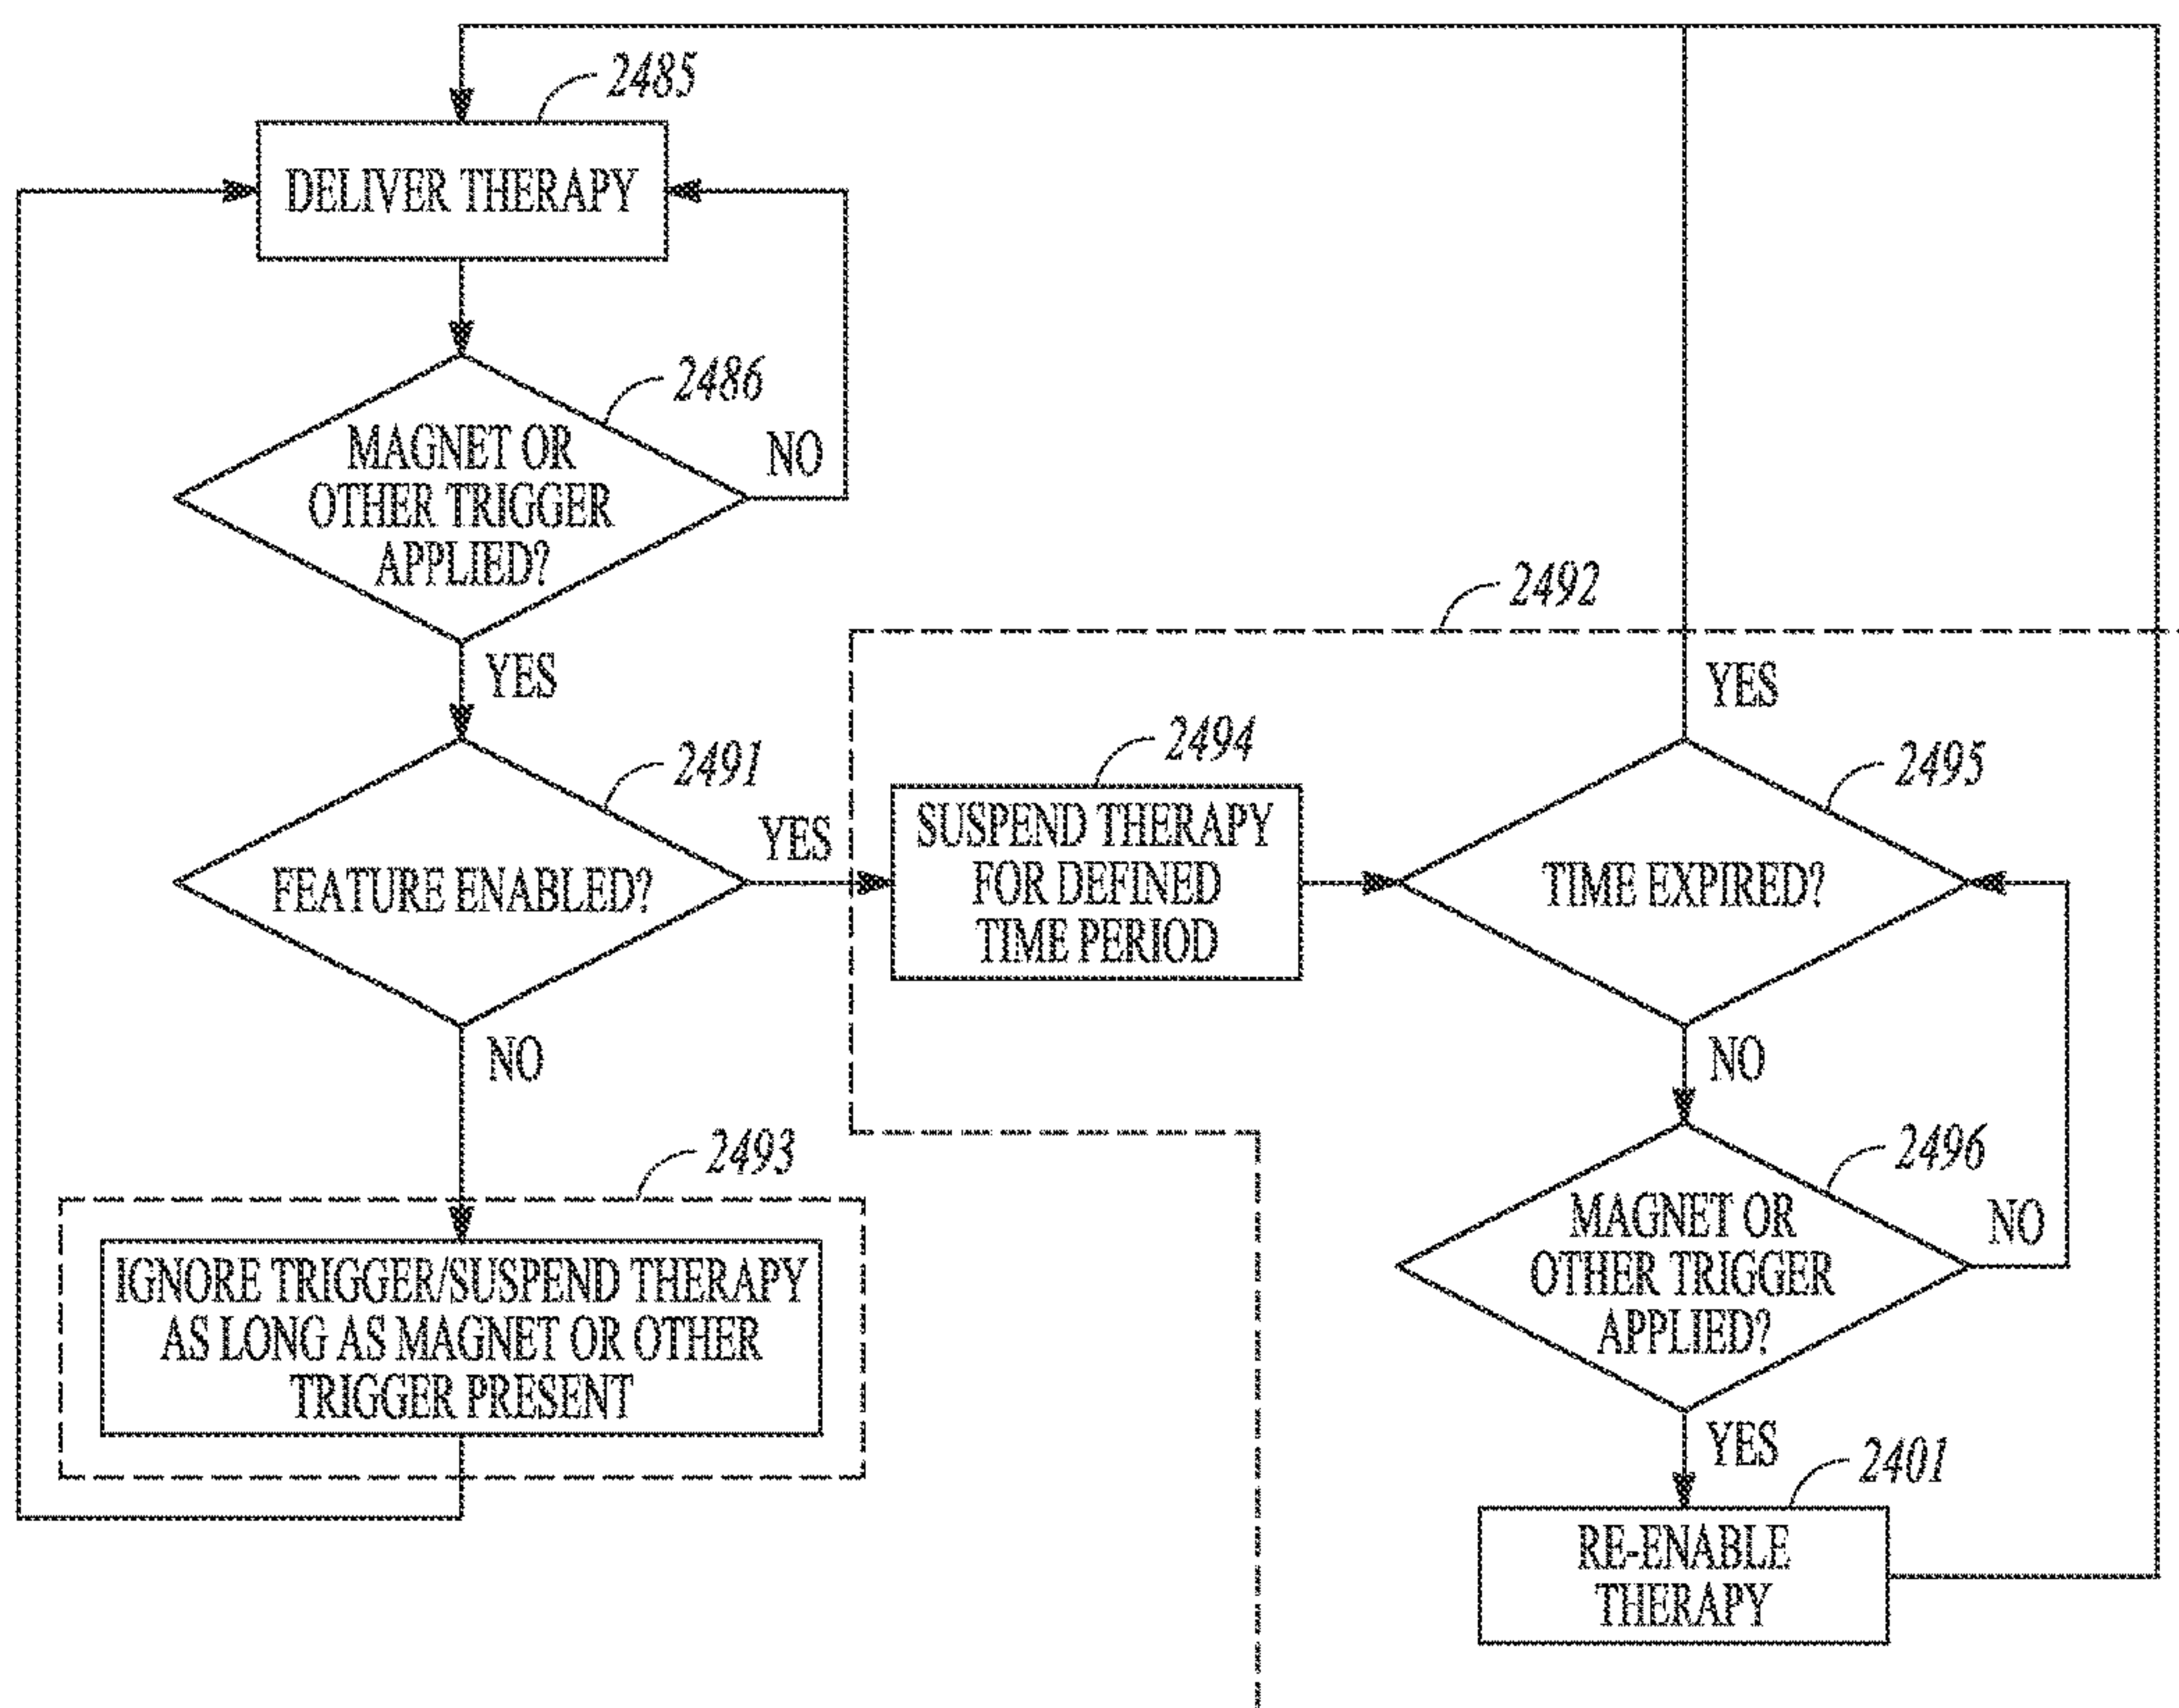 2485
DELIVER THERAPY
2486
MAGNET OR
OTHER TRIGGER
APPLIED?
NO
YES
2491
FEATURE ENABLED?
YES
NO
2493
IGNORE TRIGGER/SUSPEND THERAPY
AS LONG AS MAGNET OR OTHER
TRIGGER PRESENT
2492
2494
SUSPEND THERAPY
FOR DEFINED
TIME PERIOD
YES
2495
TIME EXPIRED?
NO
2496
MAGNET OR
OTHER TRIGGER
APPLIED?
NO
YES
2401
RE-ENABLE
THERAPY